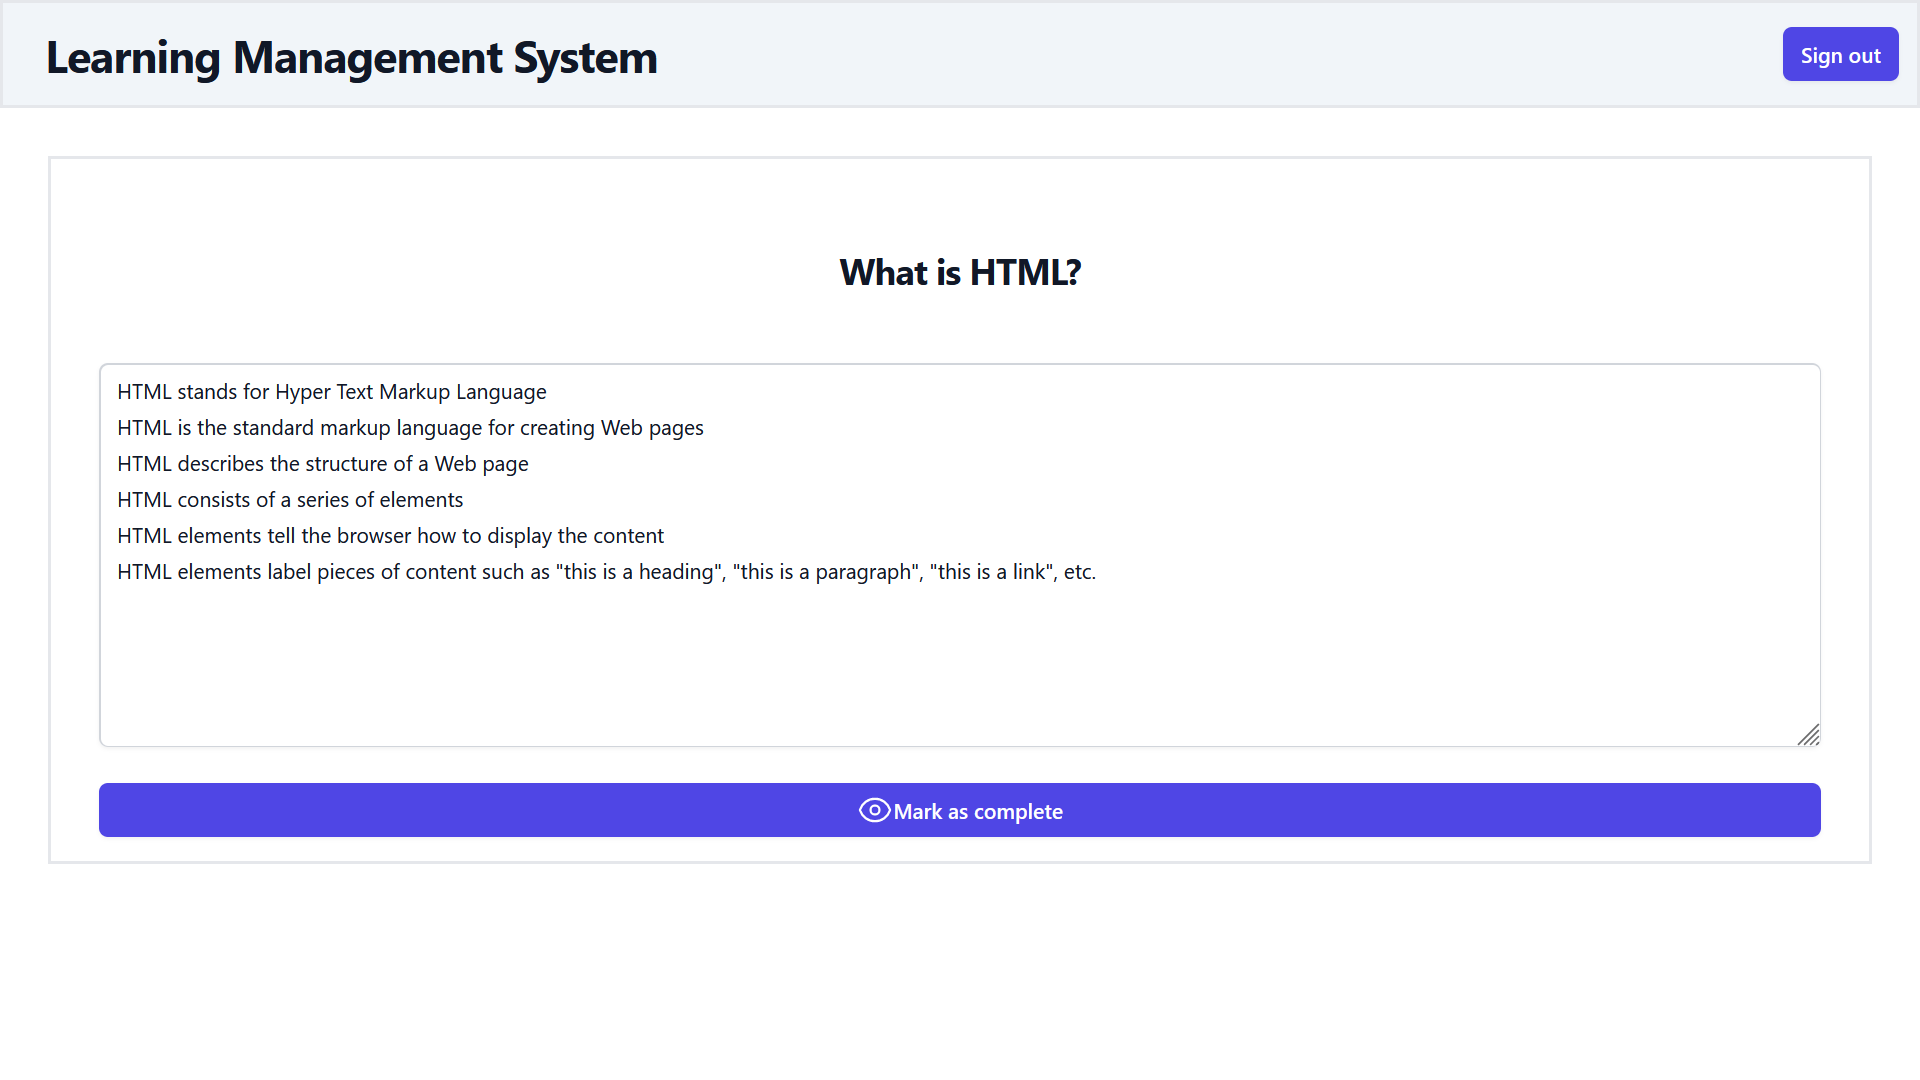 Learning Management System
Sign out
What is HTML?
HTML stands for Hyper Text Markup Language
HTML is the standard markup language for creating Web pages
HTML describes the structure of a Web page
HTML consists of a series of elements
HTML elements tell the browser how to display the content
HTML elements label pieces of content such as "this is a heading", "this is a paragraph", "this is a link", etc.
Mark as complete